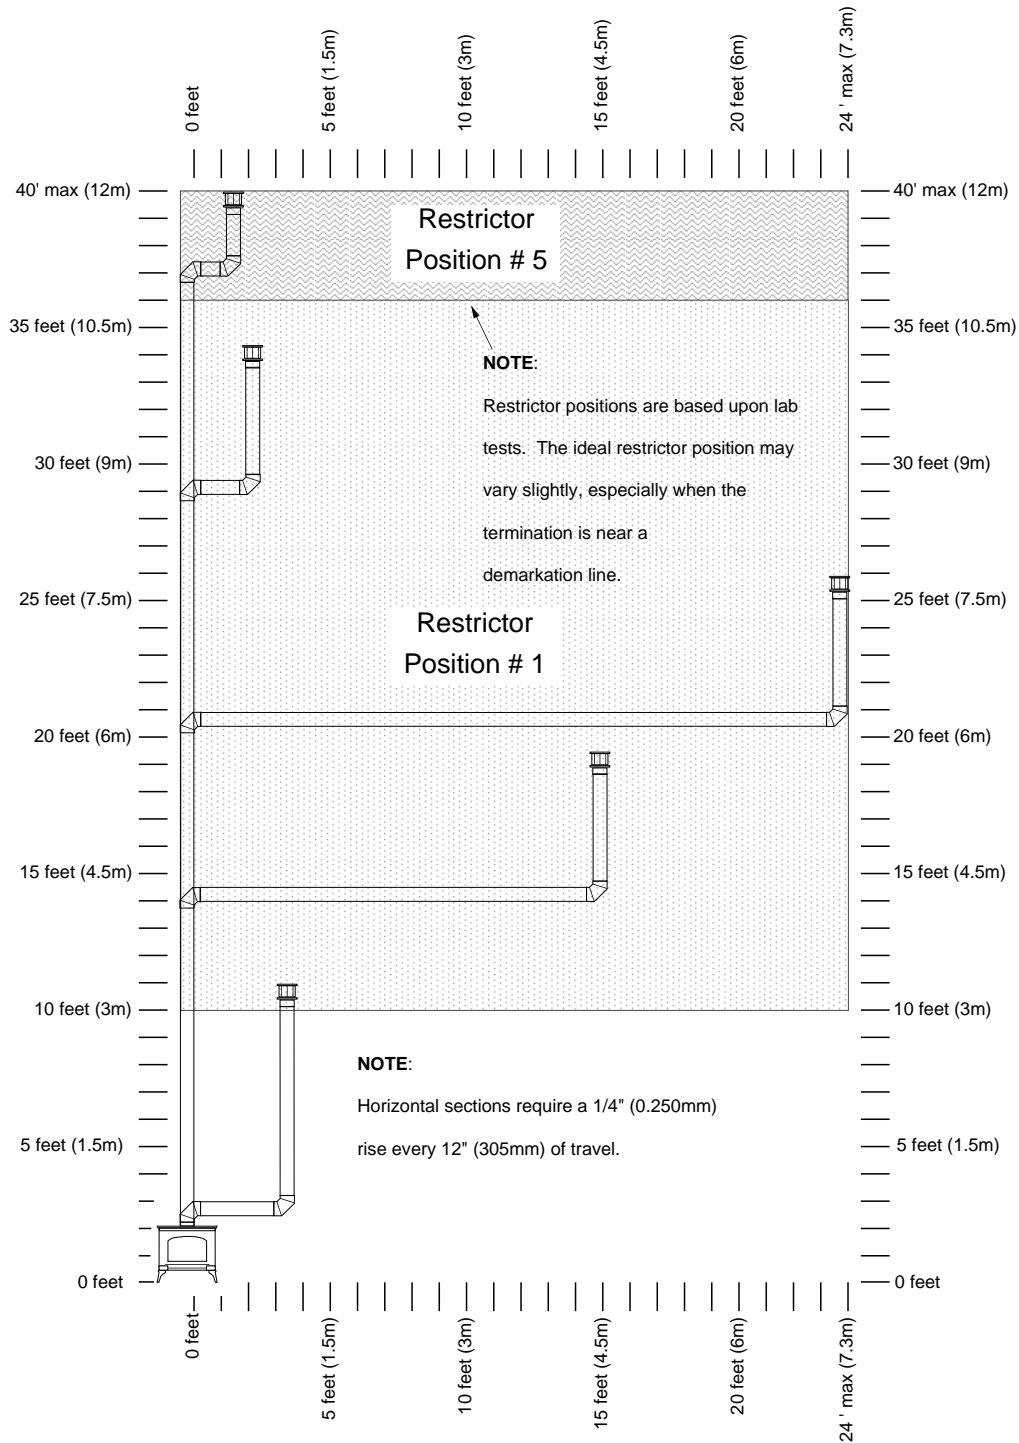 0 feet
5 feet (1.5m)
10 feet (3m)
15 feet (4.5m)
20 feet (6m)
24 ' max (7.3m)
40' max (12m)
35 feet (10.5m)
30 feet (9m)
25 feet (7.5m)
20 feet (6m)
15 feet (4.5m)
10 feet (3m)
5 feet (1.5m)
0 feet
Restrictor
Position # 5
NOTE:
Restrictor positions are based upon lab
tests.  The ideal restrictor position may
vary slightly, especially when the
termination is near a
demarkation line.
Restrictor
Position # 1
NOTE:
Horizontal sections require a 1/4" (0.250mm)
rise every 12" (305mm) of travel.
40' max (12m)
35 feet (10.5m)
30 feet (9m)
25 feet (7.5m)
20 feet (6m)
15 feet (4.5m)
10 feet (3m)
5 feet (1.5m)
0 feet
0 feet
5 feet (1.5m)
10 feet (3m)
15 feet (4.5m)
20 feet (6m)
24 ' max (7.3m)